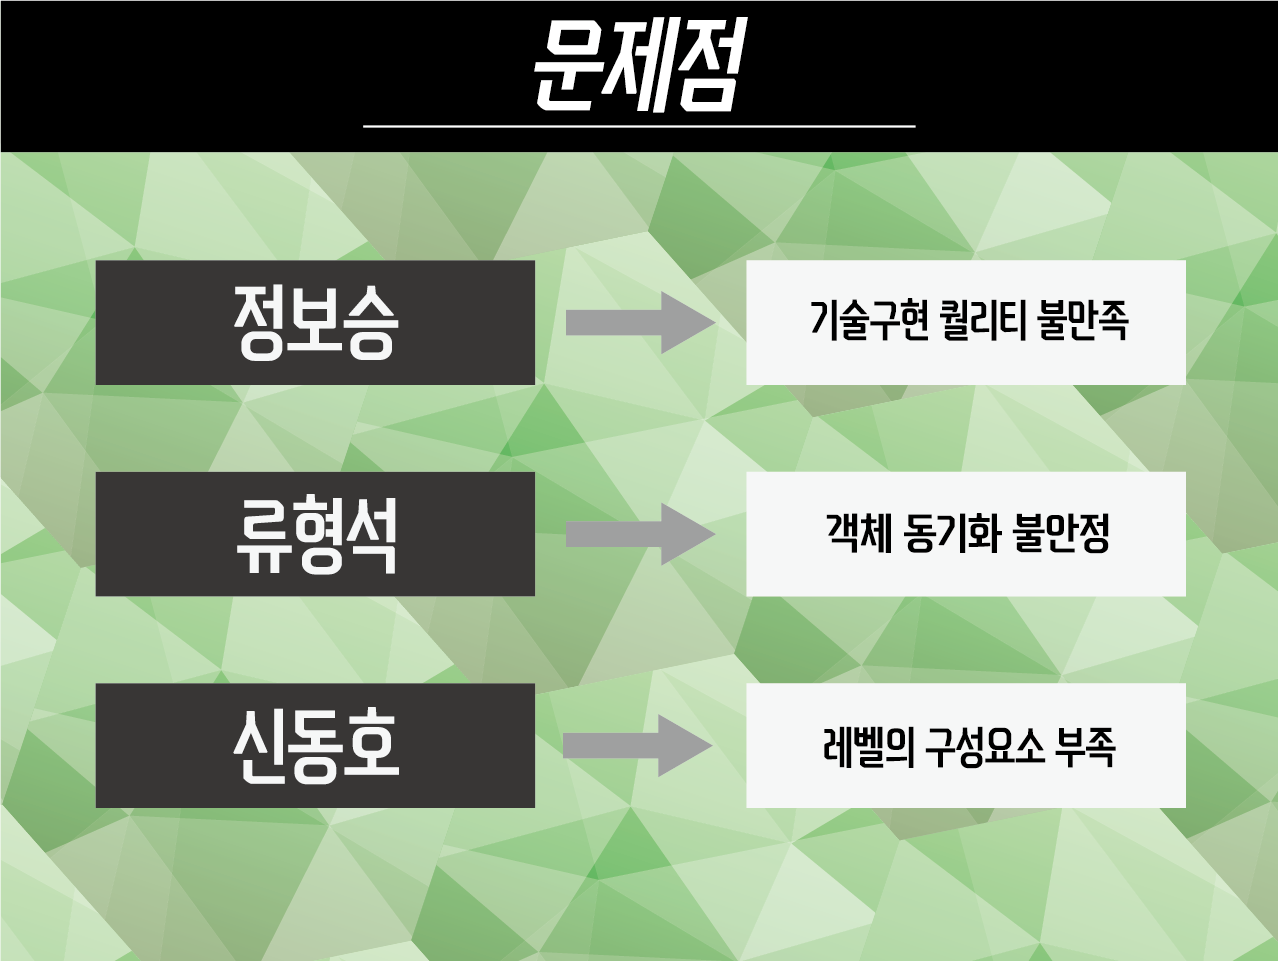 문제점
정보승
기술구현 퀄리티 불만족
류형석
객체 동기화 불안정
신동호
레벨의 구성요소 부족